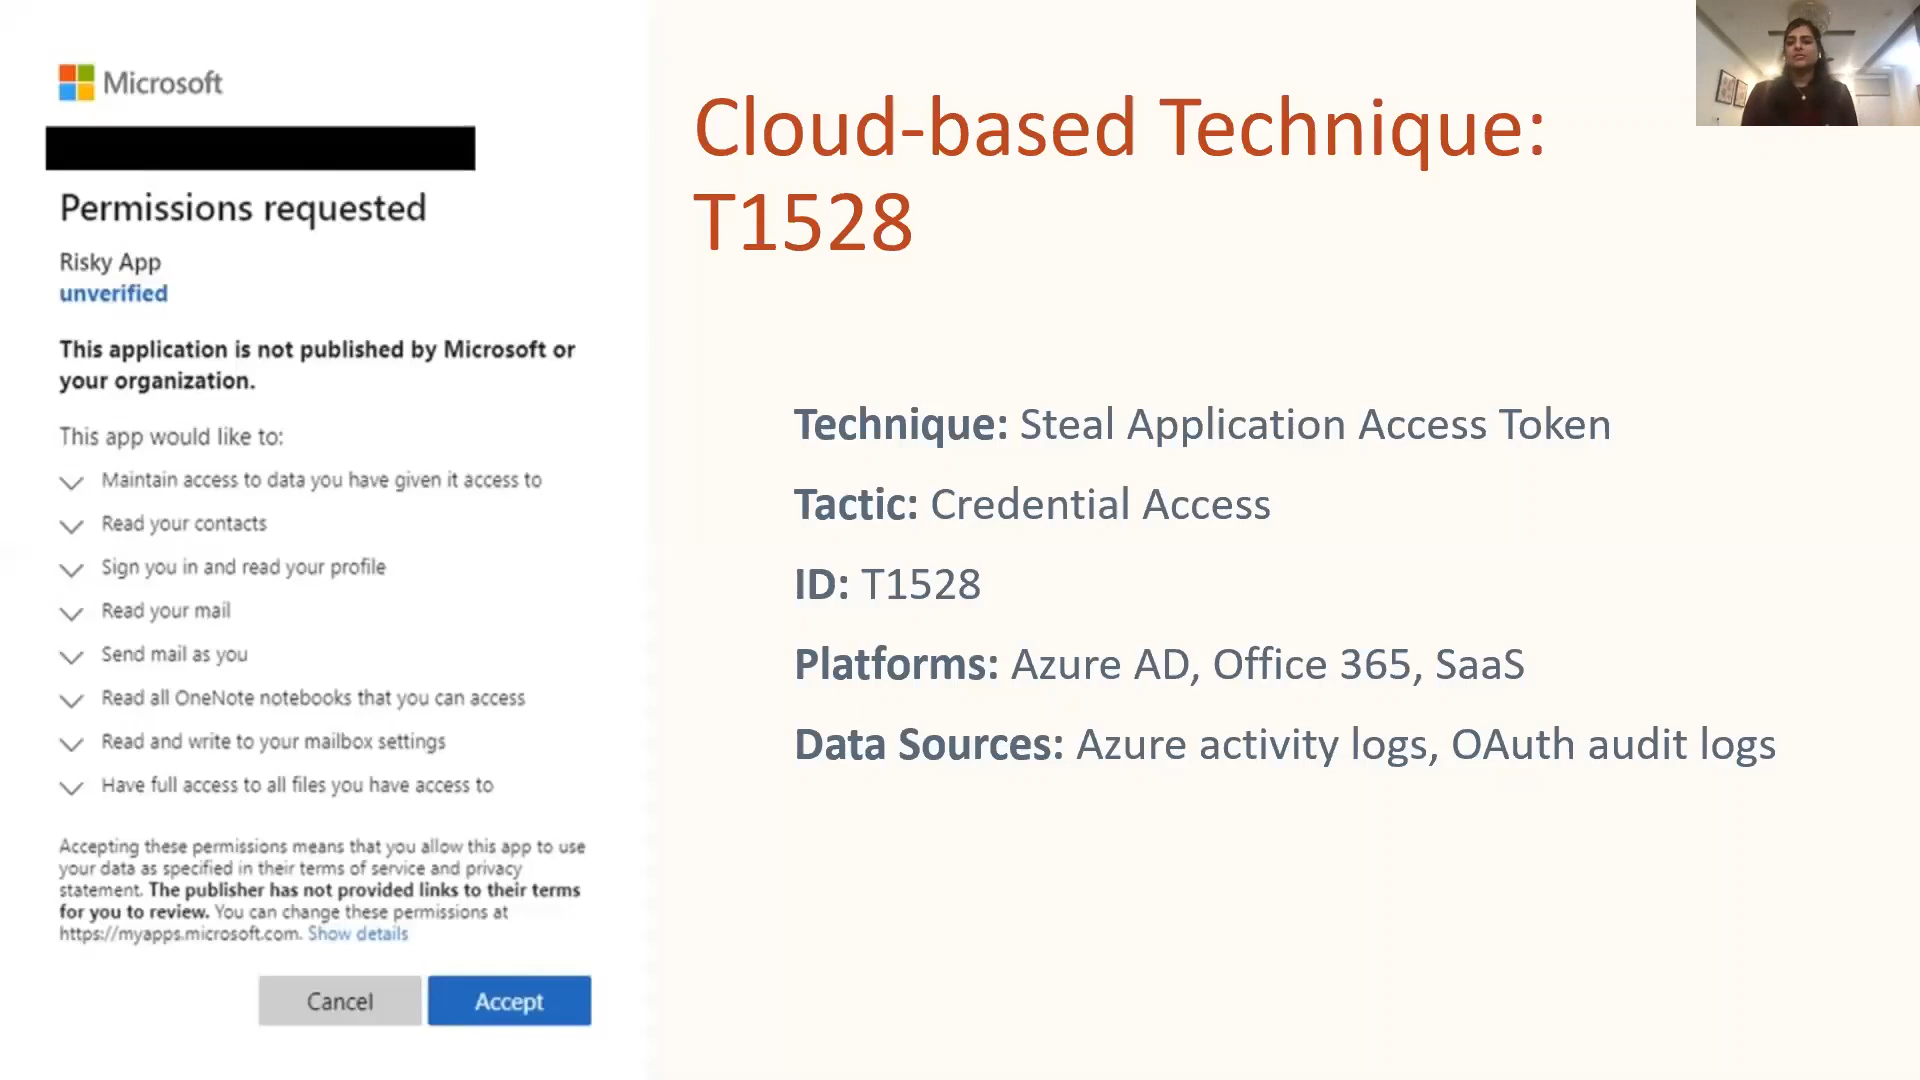 Microsoft
Permissions requested
Risky App
unverified
This application is not published by Microsoft or
your organization.
This app would like to:
Maintain access to data you have given it access to
Read your contacts
Sign you in and read your profile
Read your mail
Send mail as you
Read all OneNote notebooks that you can access
Read and write to your mailbox settings
Have full access to all files you have access to
Accepting these permissions means that you allow this app to use
your data as specified in their terms of service and privacy
statement. The publisher has not provided links to their terms
for you to review. You can change these permissions at
https://myapps.microsoft.com. Show details
Cancel
Accept
Cloud-based Technique:
T1528
Technique: Steal Application Access Token
Tactic: Credential Access
ID: T1528
Platforms: Azure AD, Office 365, SaaS
Data Sources: Azure activity logs, OAuth audit logs